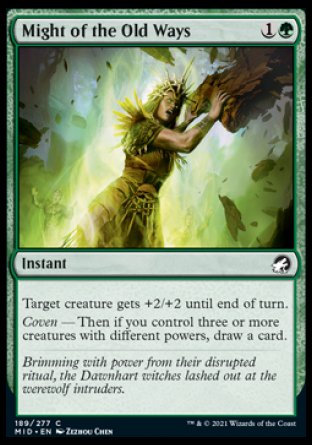 Might of the Old Ways 1
Instant
Target creature gets +2/+2 until end of turn.
Coven — Then if you control three or more
creatures with different powers, draw a card.
Brimming with power from their disrupted
ritual, the Dawnhart witches lashed out at the
werewolf intruders.
189/277 C
MID • EN Zezhou Chen
™ & © 2021 Wizards of the Coast